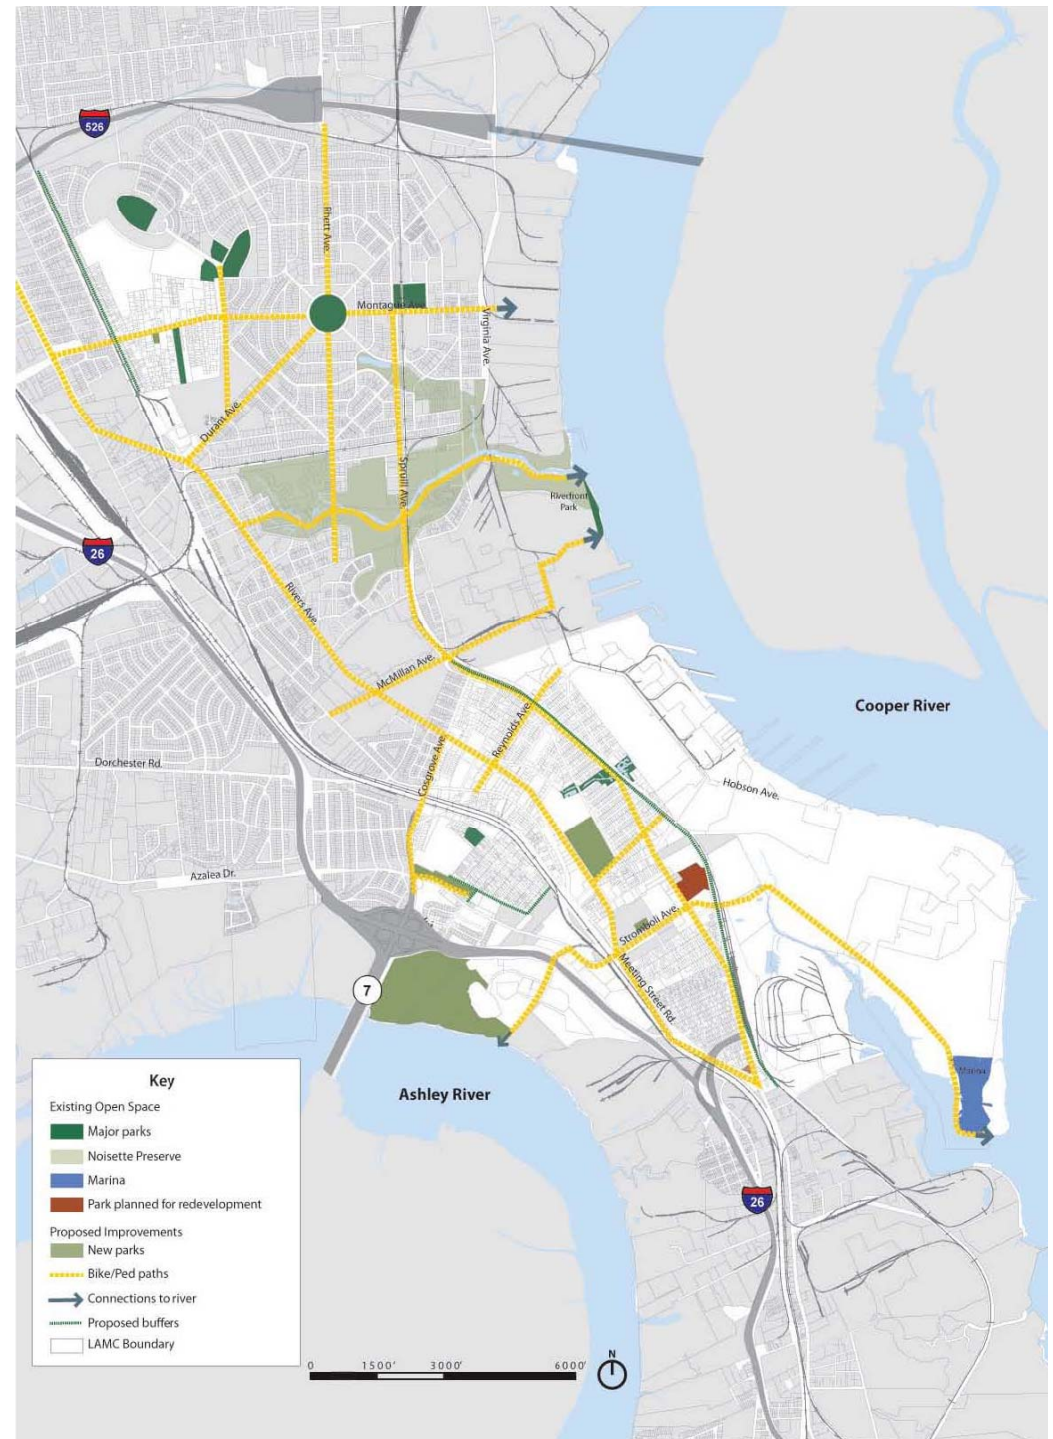 526
Rhett Ave.
Montague Ave.
Virginia Ave.
Durant Ave.
Spruill Ave.
Riverfront
Park
26
Rivers Ave.
McMillan Ave.
Cooper River
Reynolds Ave.
Cosgrove Ave.
Dorchester Rd.
Hobson Ave.
Azalea Dr.
Stromboli Ave.
Meeting Street Rd.
7
Marina
Ashley River
26
Key
Existing Open Space
Major parks
Noisette Preserve
Marina
Park planned for redevelopment
Proposed Improvements
New parks
Bike/Ped paths
Connections to river
Proposed buffers
LAMC Boundary
0 1500' 3000' 6000'
N